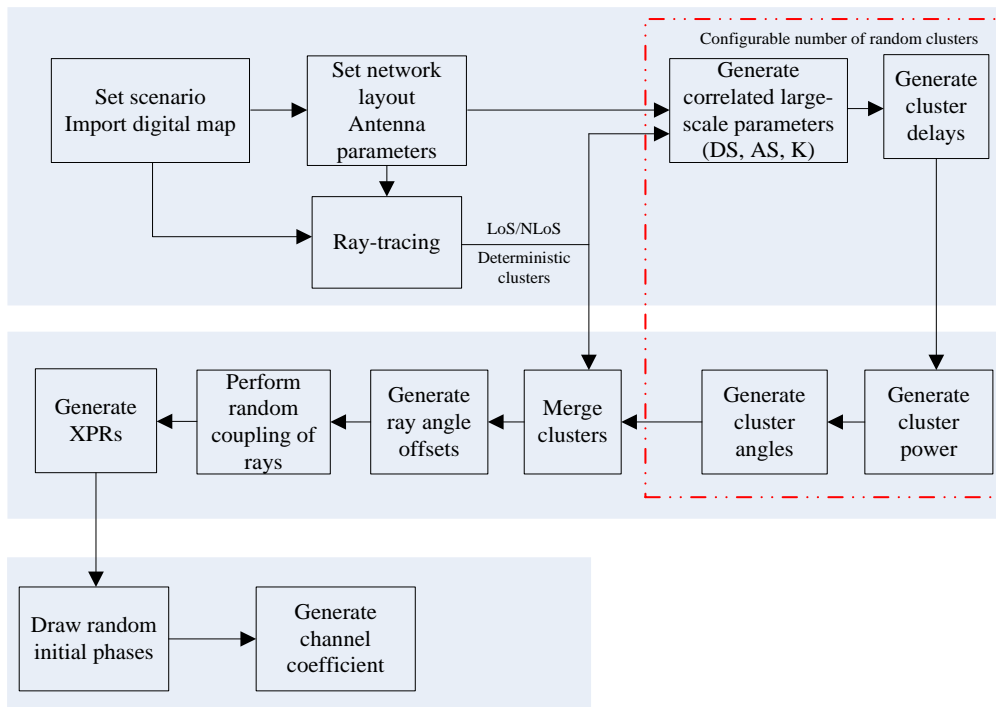 Configurable number of random clusters
Set scenario
Import digital map
Set network
layout
Antenna
parameters
Generate
correlated large-
scale parameters
(DS, AS, K)
Generate
cluster
delays
Ray-tracing
LoS/NLoS
Deterministic
clusters
Generate
XPRs
Perform
random
coupling of
rays
Generate
ray angle
offsets
Merge
clusters
Generate
cluster
angles
Generate
cluster
power
Draw random
initial phases
Generate
channel
coefficient